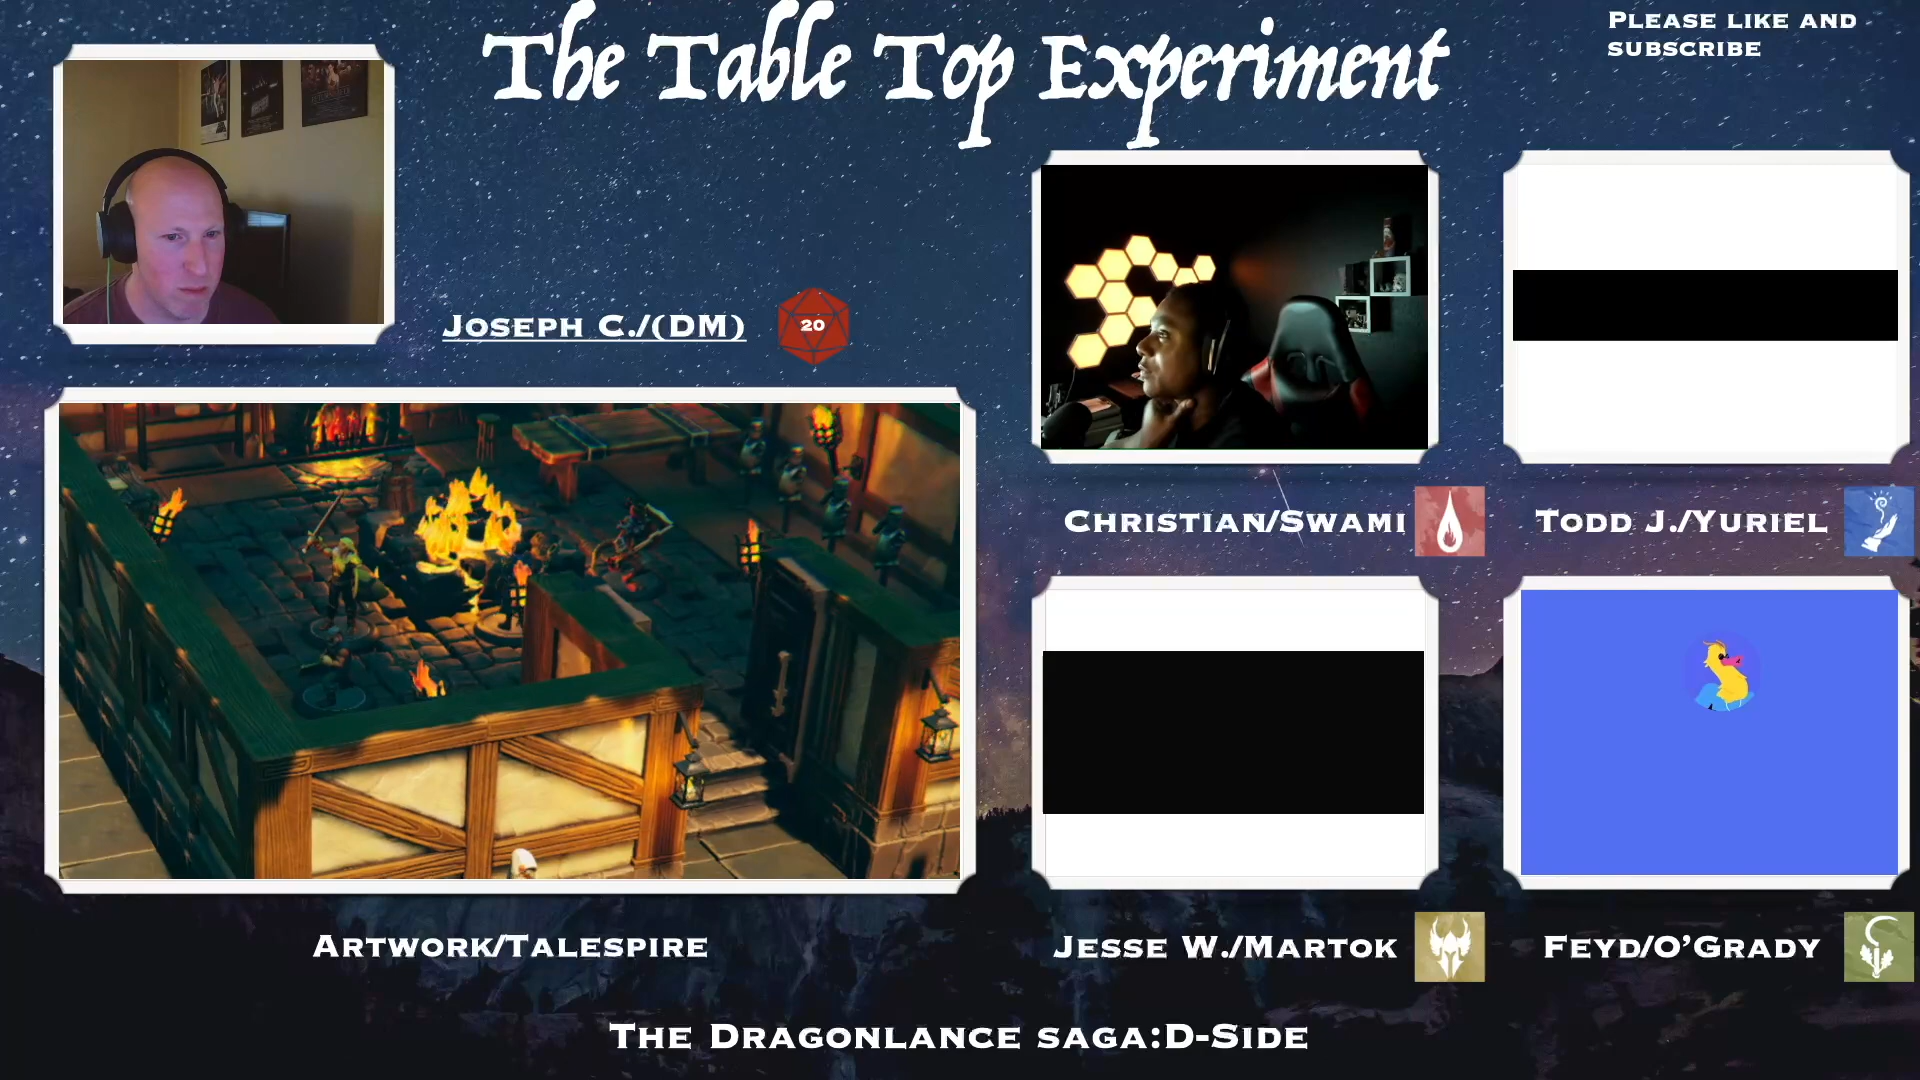 The Table Top Experiment
Please like and
subscribe
Joseph C./(DM)
20
Christian/Swami
Todd J./Yuriel
Artwork/Talespire
Jesse W./Martok
Feyd/O'Grady
The Dragonlance saga:D-Side